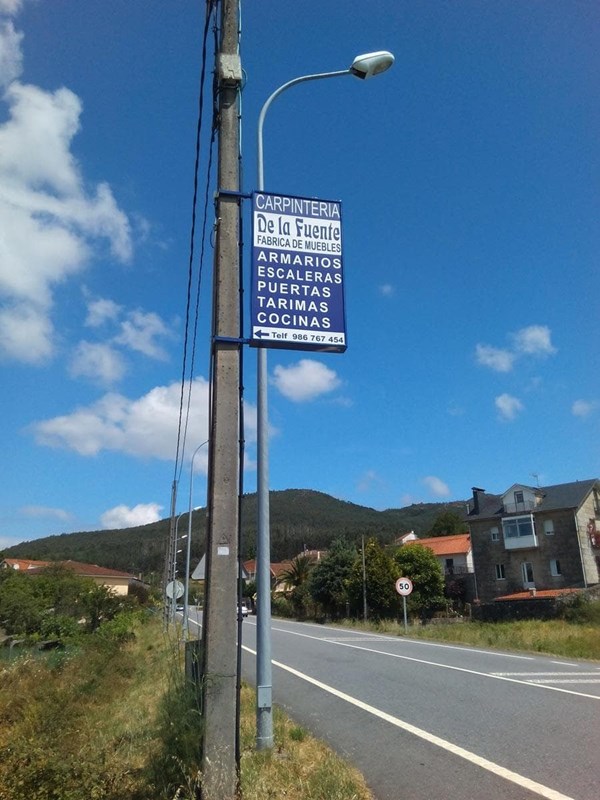 CARPINTERIA
De la Fuente
FABRICA DE MUEBLES
ARMARIOS
ESCALERAS
PUERTAS
TARIMAS
COCINAS
Telf 986 767 454
50